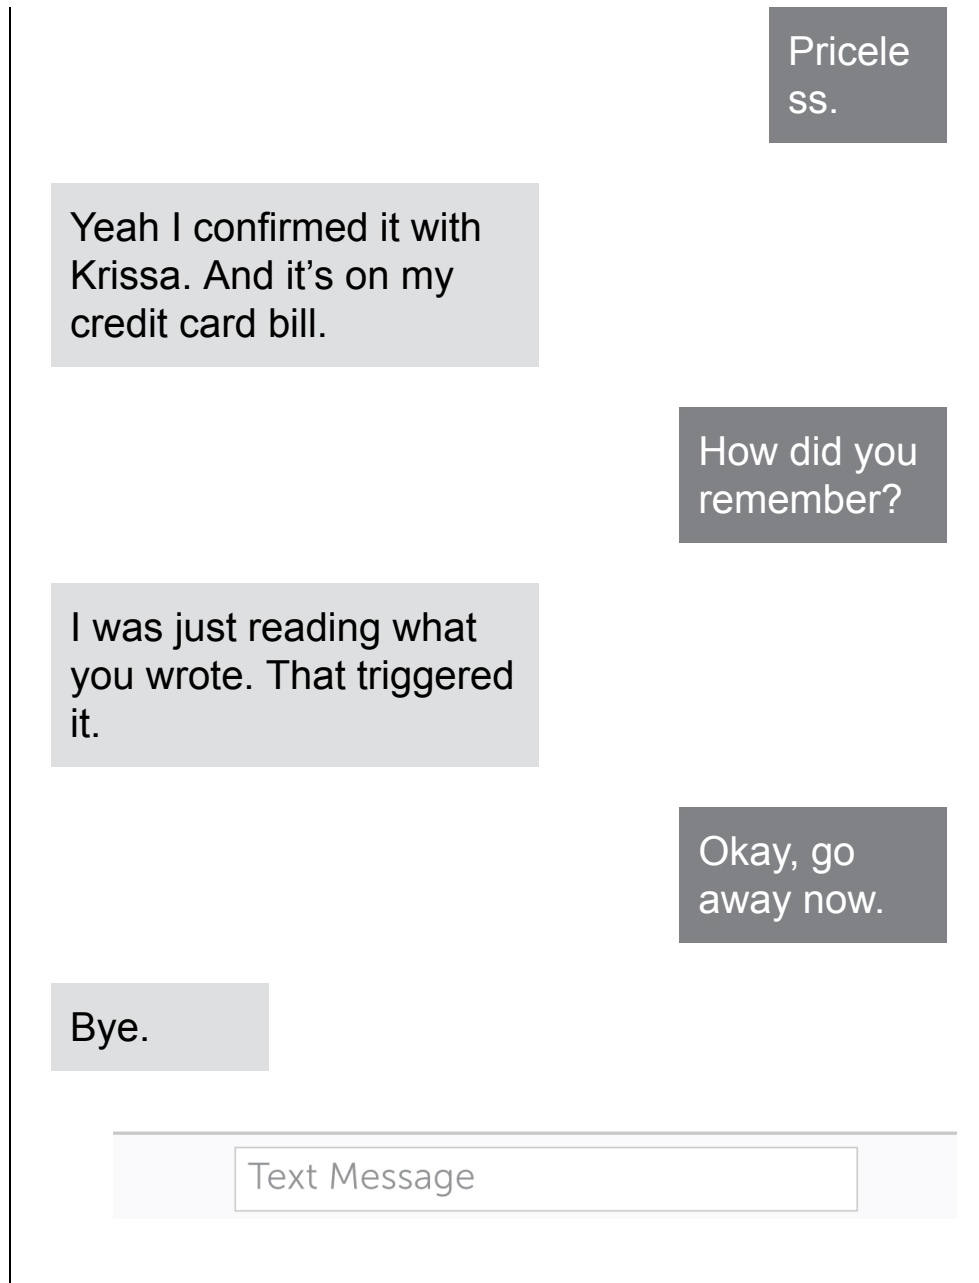 Pricele
ss.
Yeah I confirmed it with
Krissa. And it’s on my
credit card bill.
How did you
remember?
I was just reading what
you wrote. That triggered
it.
Okay, go
away now.
Bye.
Text Message